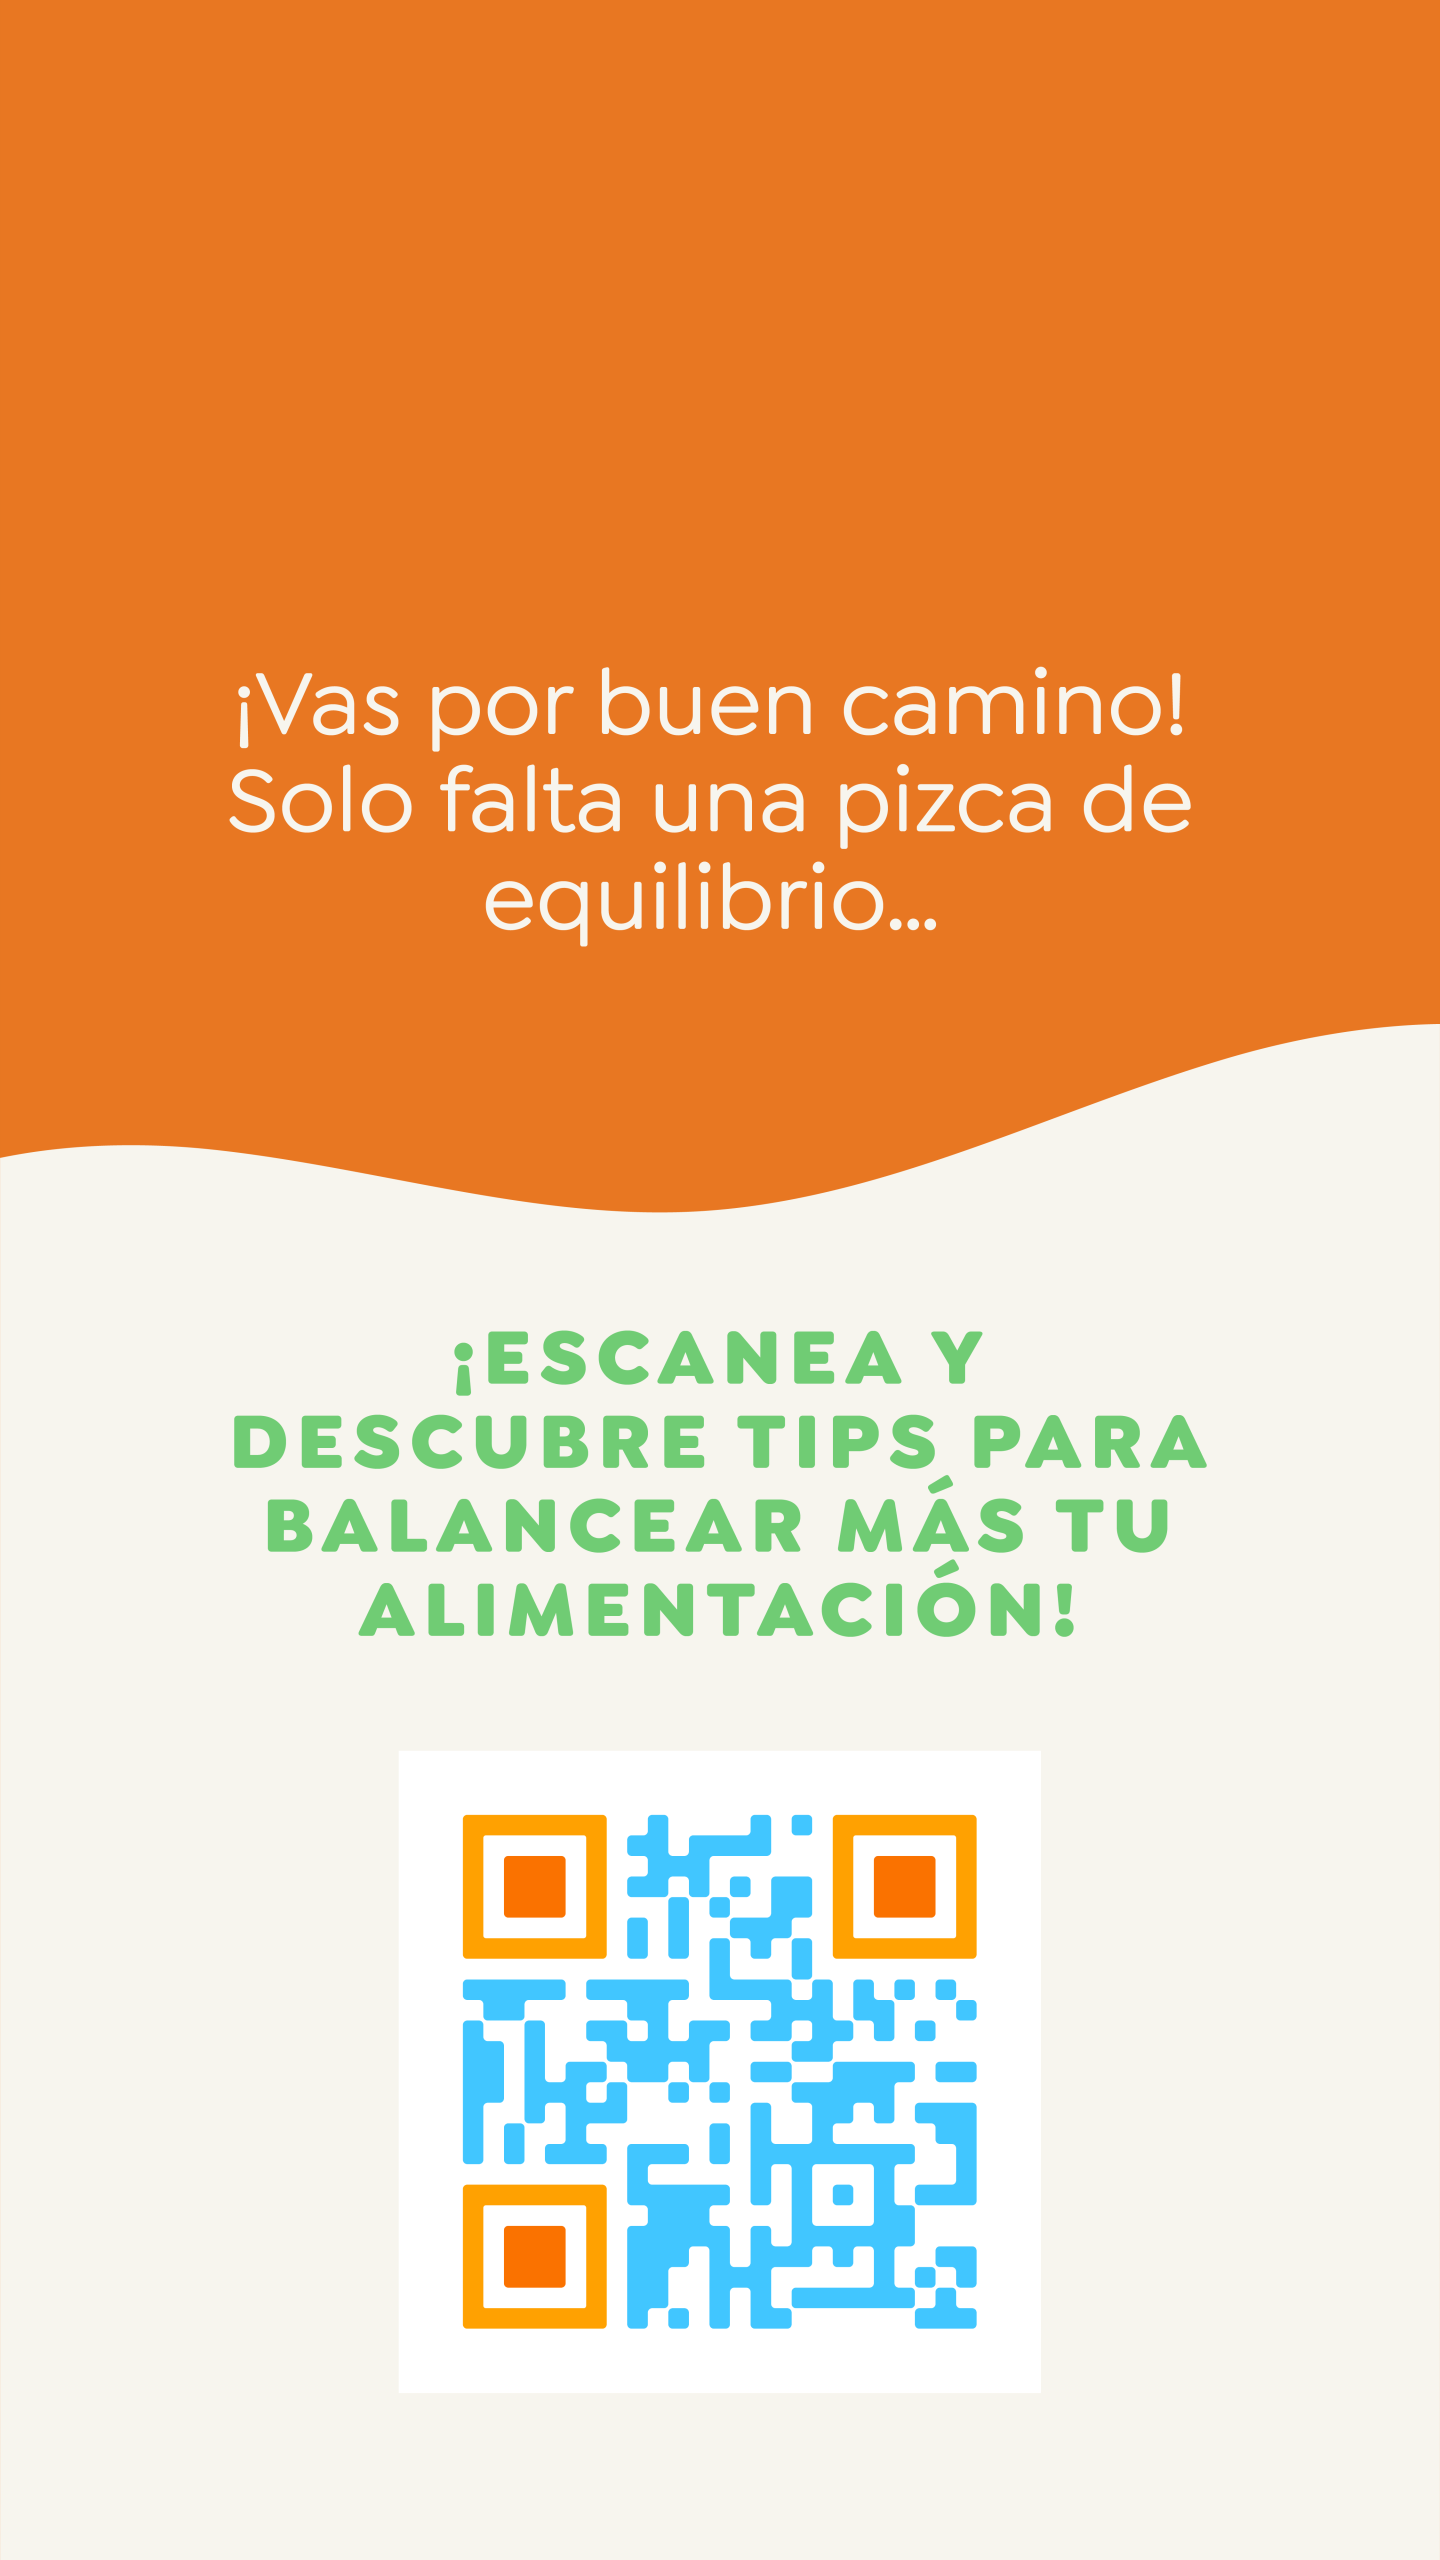 ¡Vas por buen camino!
Solo falta una pizca de
equilibrio...
¡ESCANEA Y
DESCUBRE TIPS PARA
BALANCEAR MÁS TU
ALIMENTACIÓN!